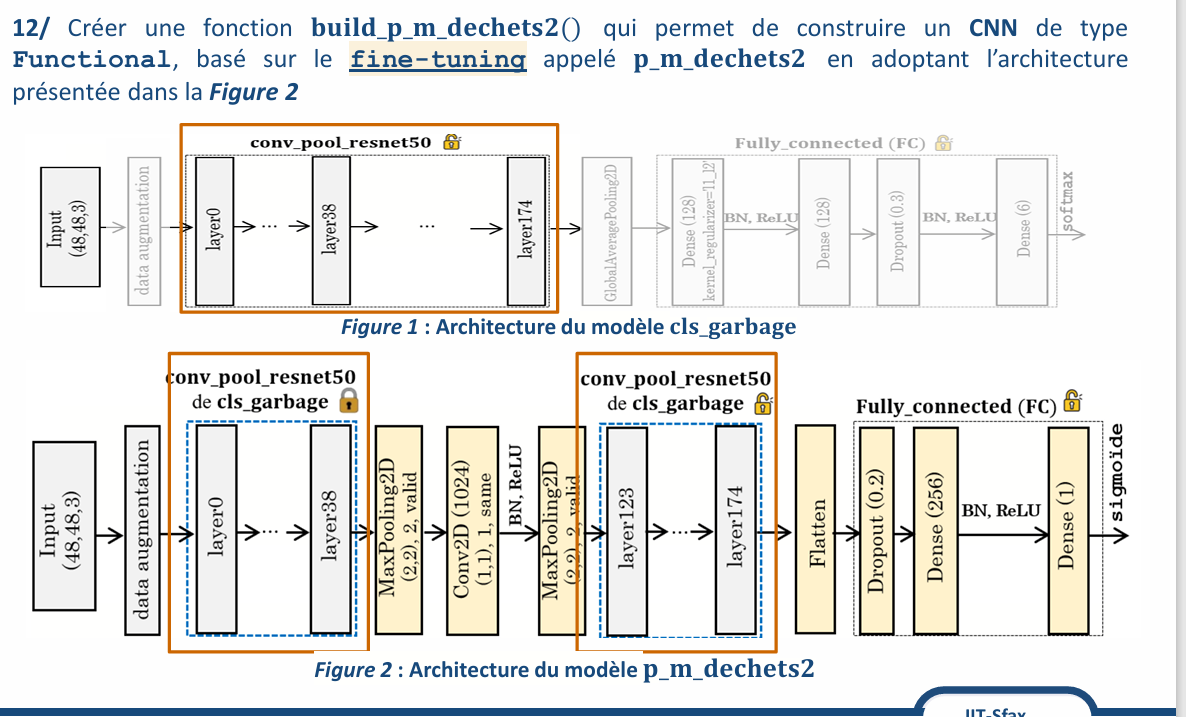 12/ Créer une fonction build_p_m_dechets2() qui permet de construire un CNN de type
Functional, basé sur le fine-tuning appelé p_m_dechets2 en adoptant l'architecture
présentée dans la Figure 2
conv_pool_resnet50
Fully_connected (FC)
Input
(48,48,3)
data augmentation
layer0
...
layer38
...
layer174
GlobalAveragePooling2D
Dense (128)
kernel_regularizer='l1_l2'
BN, ReLU
Dense (128)
Dropout (0.3)
BN, ReLU
Dense (6)
softmax
Figure 1 : Architecture du modèle cls_garbage
conv_pool_resnet50
de cls_garbage
conv_pool_resnet50
de cls_garbage
Fully_connected (FC)
Input
(48,48,3)
data augmentation
layer0
...
layer38
MaxPooling2D
(2,2), 2, valid
Conv2D (1024)
(1,1), 1, same
BN, ReLU
MaxPooling2D
(2,2), 2, valid
layer123
...
layer174
Flatten
Dropout (0.2)
Dense (256)
BN, ReLU
Dense (1)
sigmoïde
Figure 2 : Architecture du modèle p_m_dechets2
IIT-Sfax